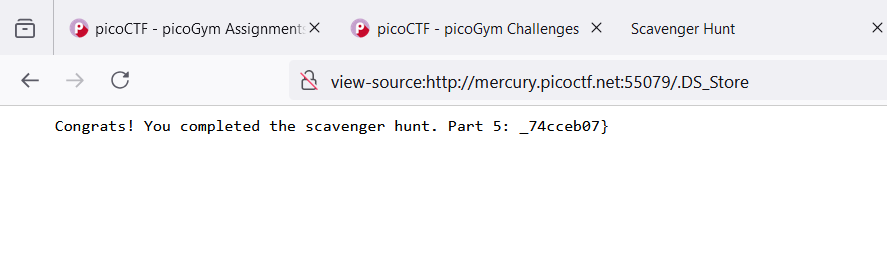 picoCTF - picoGym Assignments
picoCTF - picoGym Challenges
Scavenger Hunt
view-source:http://mercury.picoctf.net:55079/.DS_Store
Congrats! You completed the scavenger hunt. Part 5: _74cceb07}